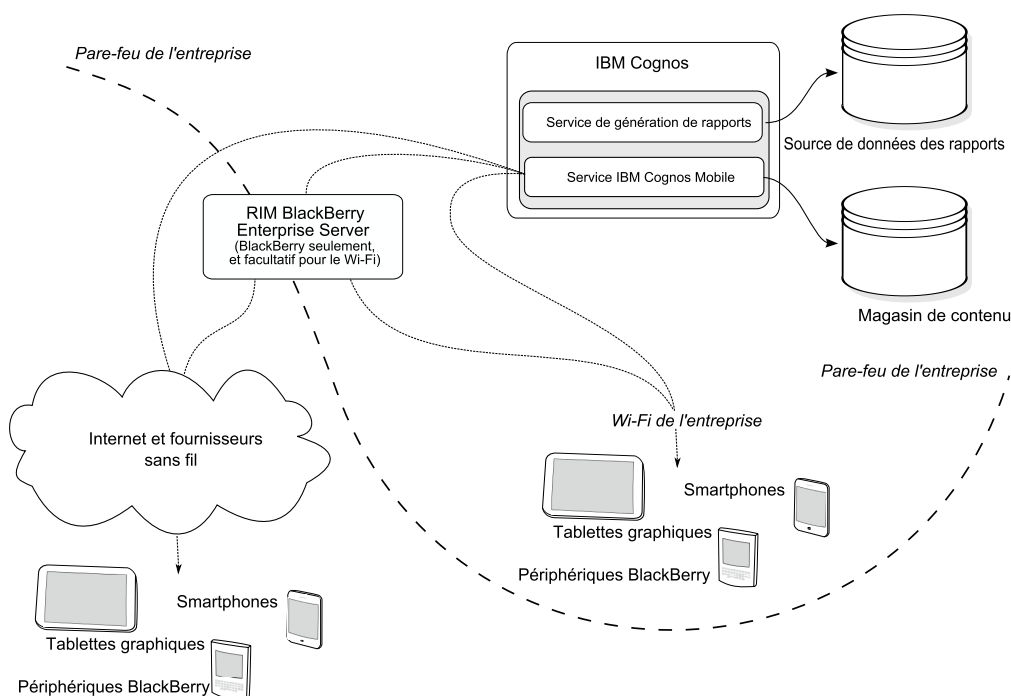 Pare-feu de l'entreprise
IBM Cognos
Service de génération de rapports
Source de données des rapports
Service IBM Cognos Mobile
RIM BlackBerry
Enterprise Server
(BlackBerry seulement,
et facultatif pour le Wi-Fi)
Magasin de contenu
Pare-feu de l'entreprise
Wi-Fi de l'entreprise
Internet et fournisseurs
sans fil
Smartphones
Tablettes graphiques
Périphériques BlackBerry
Smartphones
Tablettes graphiques
Périphériques BlackBerry